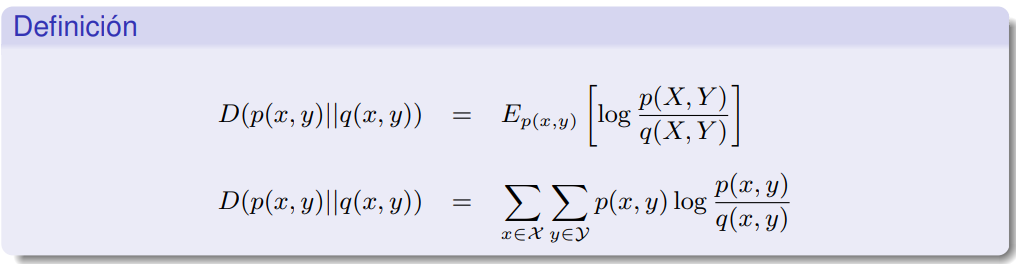 Definición
D(p(x, y)||q(x, y)) = E_{p(x,y)} [log p(X, Y)/q(X, Y)]
D(p(x, y)||q(x, y)) = ∑_{x∈𝒳} ∑_{y∈𝒴} p(x, y) log p(x, y)/q(x, y)